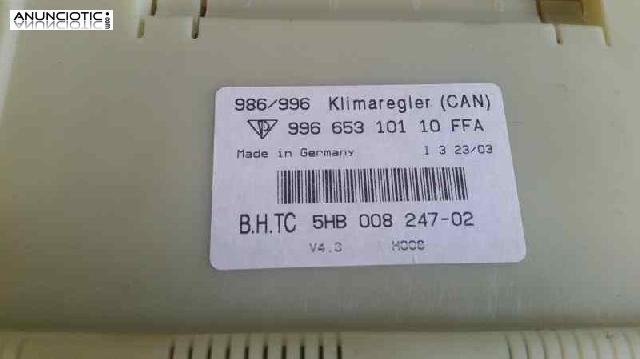 ANUNCIOTIC!
.com
986/996 Klimaregler (CAN)
996 653 101 10 FFA
Made in Germany 1 3 23/03
B.H.TC 5HB 008 247-02
V4.3